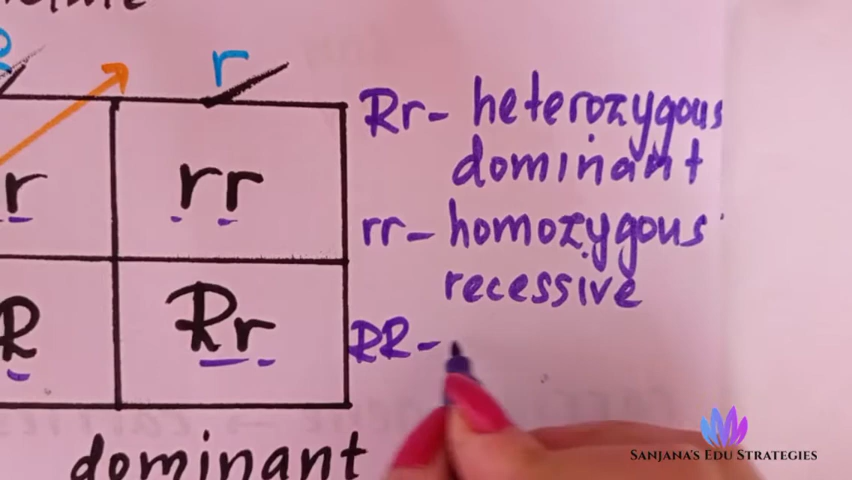 r
Rr- heterozygous
dominant
r
rr
rr- homozygous
recessive
R
Rr
RR-
dominant
SANJANA'S EDU STRATEGIES